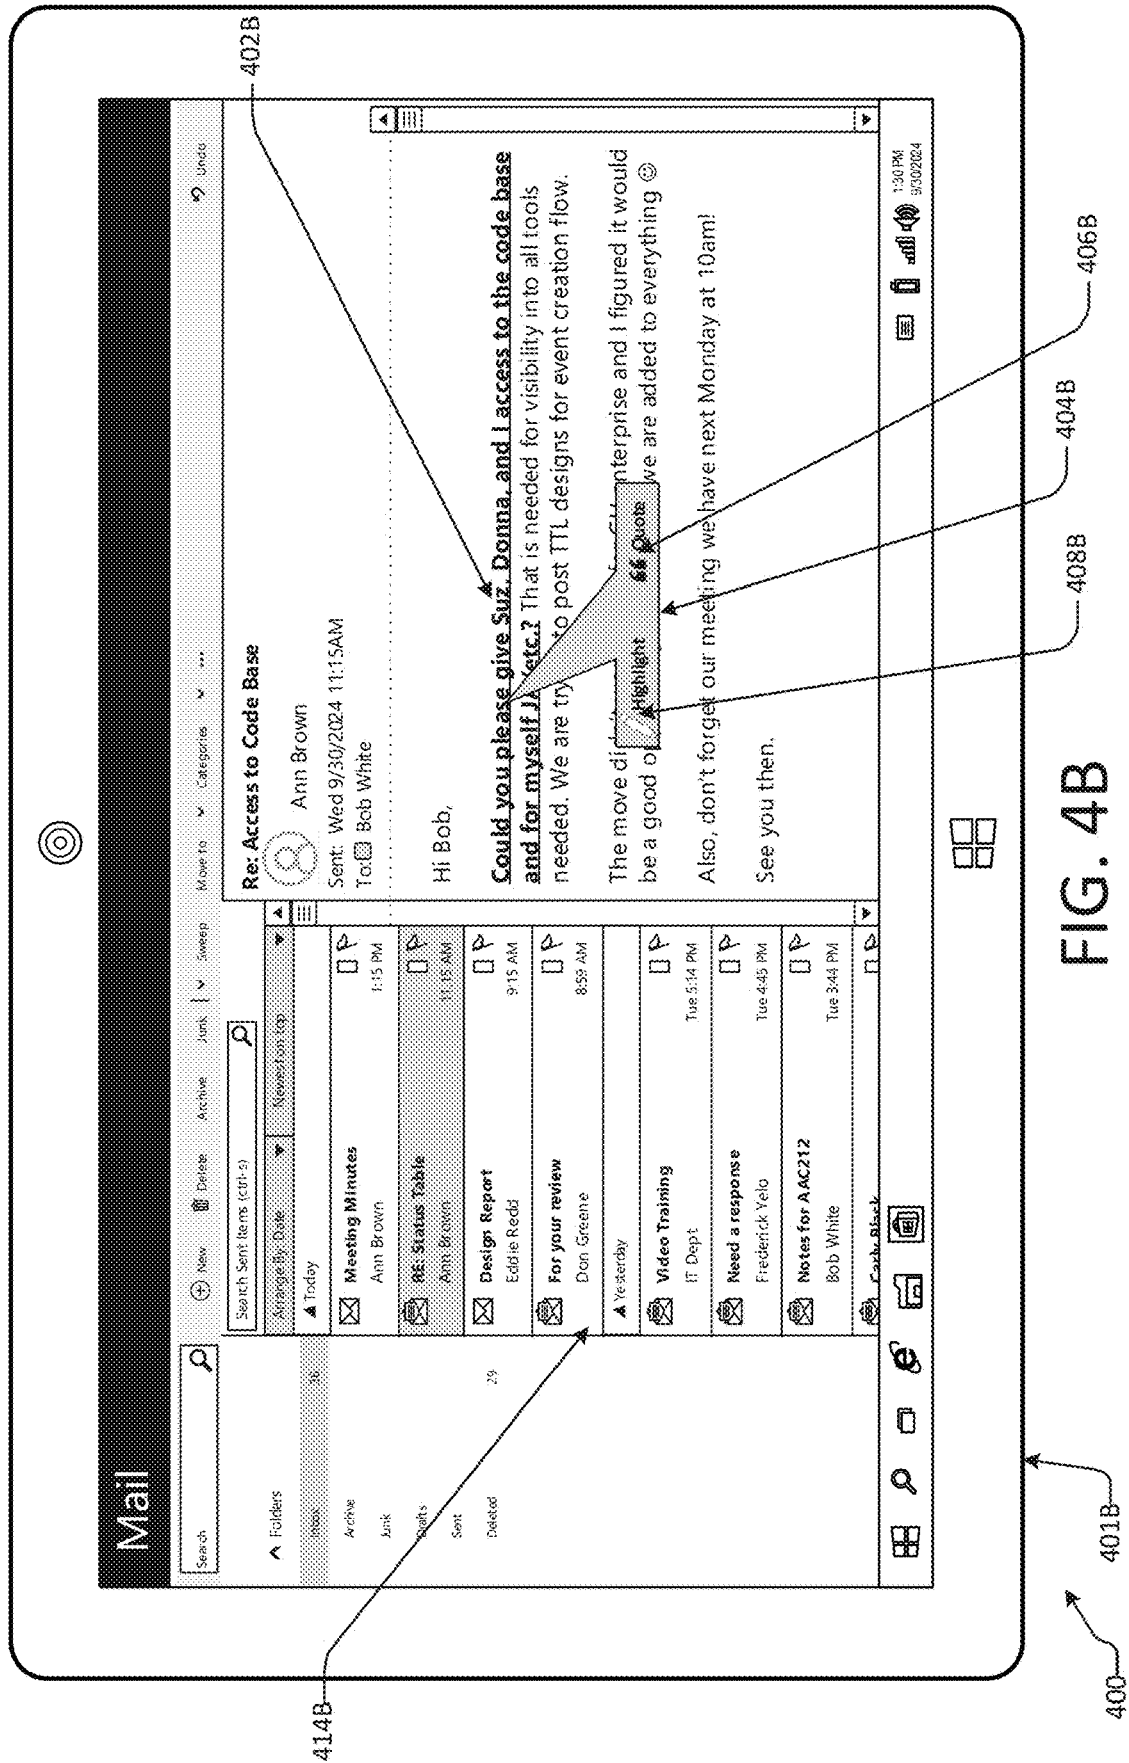 Mail
Search
New Delete Archive Junk Sweep Move to Categories ... Undo
Folders
Inbox 36
Archive
Junk
Drafts
Sent
Deleted 29
Search Sent Items (ctrl-s)
Arrange By Date Newest on top
Today
Meeting Minutes
Ann Brown 1:15 PM
RE: Status Table
Ann Brown 11:15 AM
Design Report
Eddie Redd 9:15 AM
For your review
Don Greene 8:59 AM
Yesterday
Video Training
IT Dept Tue 5:14 PM
Need a response
Frederick Yelo Tue 4:45 PM
Notes for AAC212
Bob White Tue 3:44 PM
Re: Access to Code Base
Ann Brown
Sent: Wed 9/30/2024 11:15AM
To: Bob White
Hi Bob,
Could you please give Suz, Donna, and I access to the code base
and for myself etc.? That is needed for visibility into all tools
needed. We are to post TTL designs for event creation flow.
The move nterprise and I figured it would
be a good we are added to everything ☺
Highlight 66 Quote
Also, don't forget our meeting we have next Monday at 10am!
See you then.
1:30 PM
9/30/2024
402B
406B
404B
408B
414B
401B
400
FIG. 4B